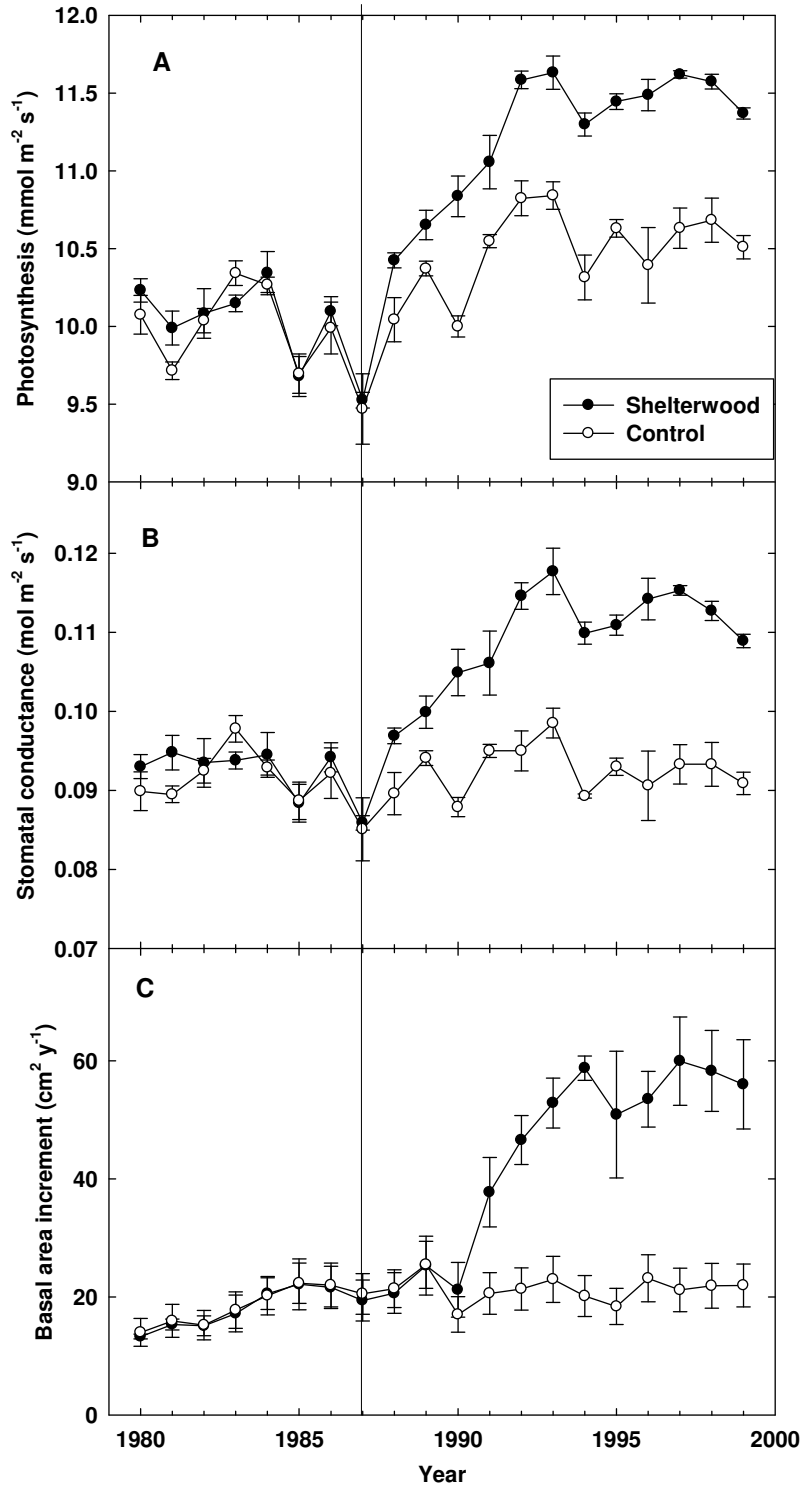 12.0
A
11.5
11.0
10.5
10.0
9.5
9.0
Photosynthesis (mmol m-2 s-1)
Shelterwood
Control
B
0.12
0.11
0.10
0.09
0.08
0.07
Stomatal conductance (mol m-2 s-1)
C
60
40
20
0
Basal area increment (cm2 y-1)
1980 1985 1990 1995 2000
Year